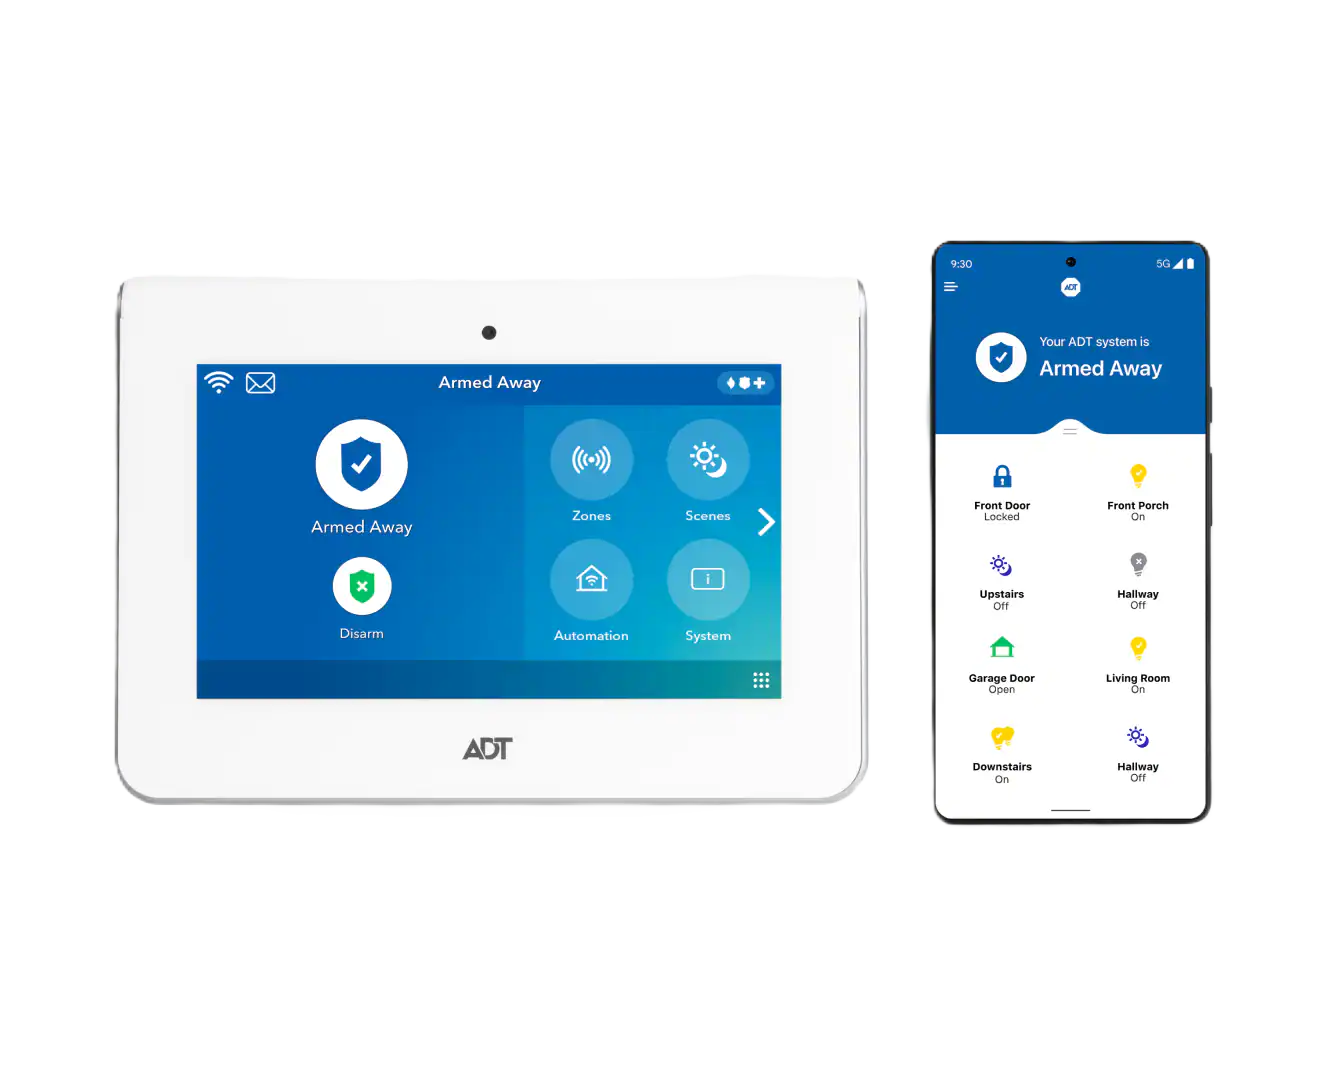 Armed Away
Armed Away
Disarm
Zones
Scenes
Automation
System
ADT
9:30
5G
ADT
Your ADT system is
Armed Away
Front Door
Locked
Front Porch
On
Upstairs
Off
Hallway
Off
Garage Door
Open
Living Room
On
Downstairs
On
Hallway
Off